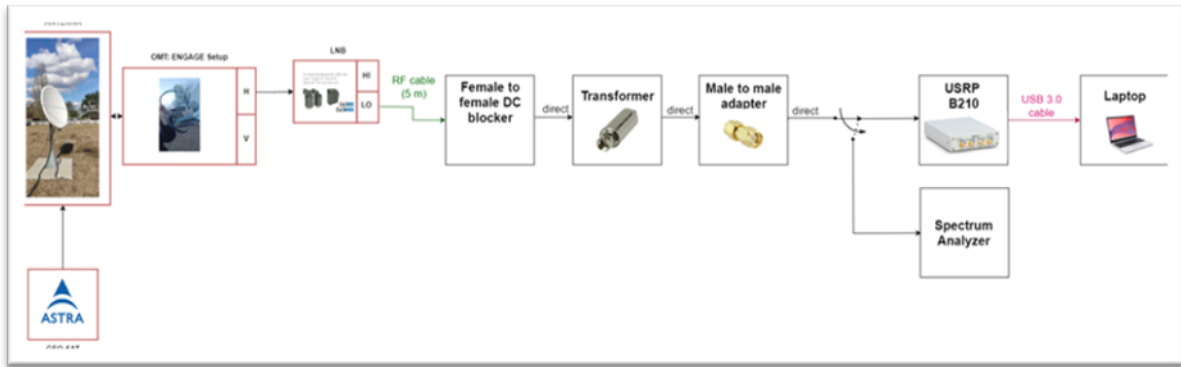 OMT: ENGAGE Setup
H
V
LNB
HI
LO
RF cable
(5 m)
Female to
female DC
blocker
direct
Transformer
direct
Male to male
adapter
direct
USRP
B210
USB 3.0
cable
Laptop
Spectrum
Analyzer
ASTRA